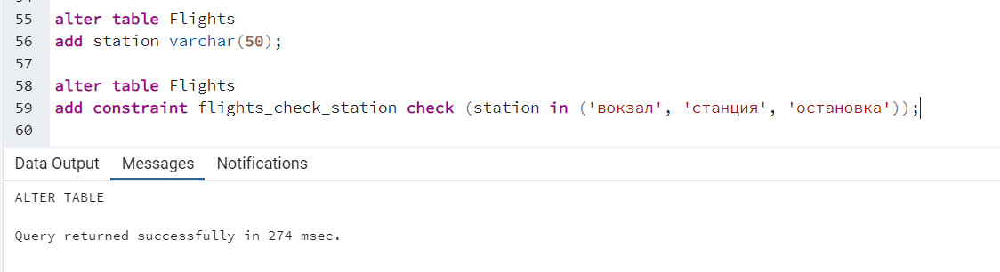 55 alter table Flights
56 add station varchar(50);
57
58 alter table Flights
59 add constraint flights_check_station check (station in ('вокзал', 'станция', 'остановка'));
60
Data Output Messages Notifications
ALTER TABLE
Query returned successfully in 274 msec.